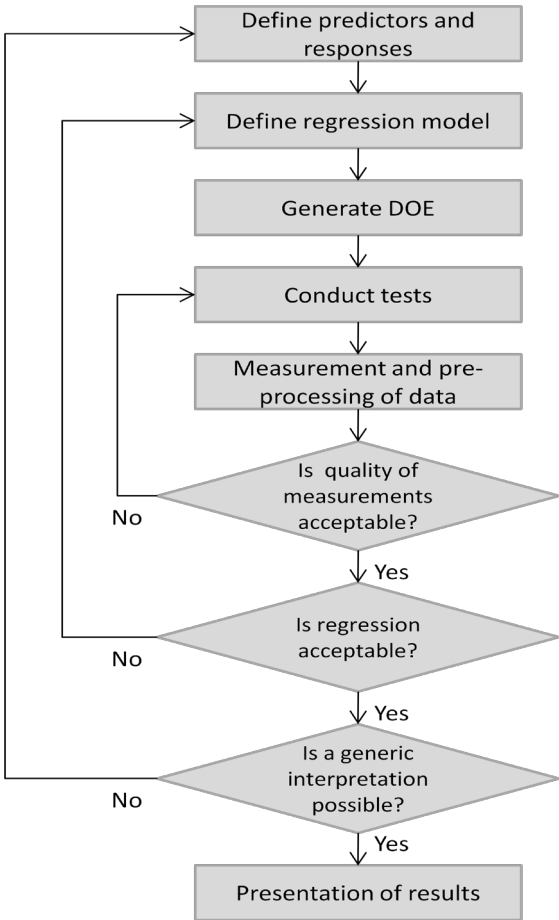 Define predictors and
responses
Define regression model
Generate DOE
Conduct tests
Measurement and pre-
processing of data
Is quality of
measurements
acceptable?
No
Yes
Is regression
acceptable?
No
Yes
Is a generic
interpretation
possible?
No
Yes
Presentation of results